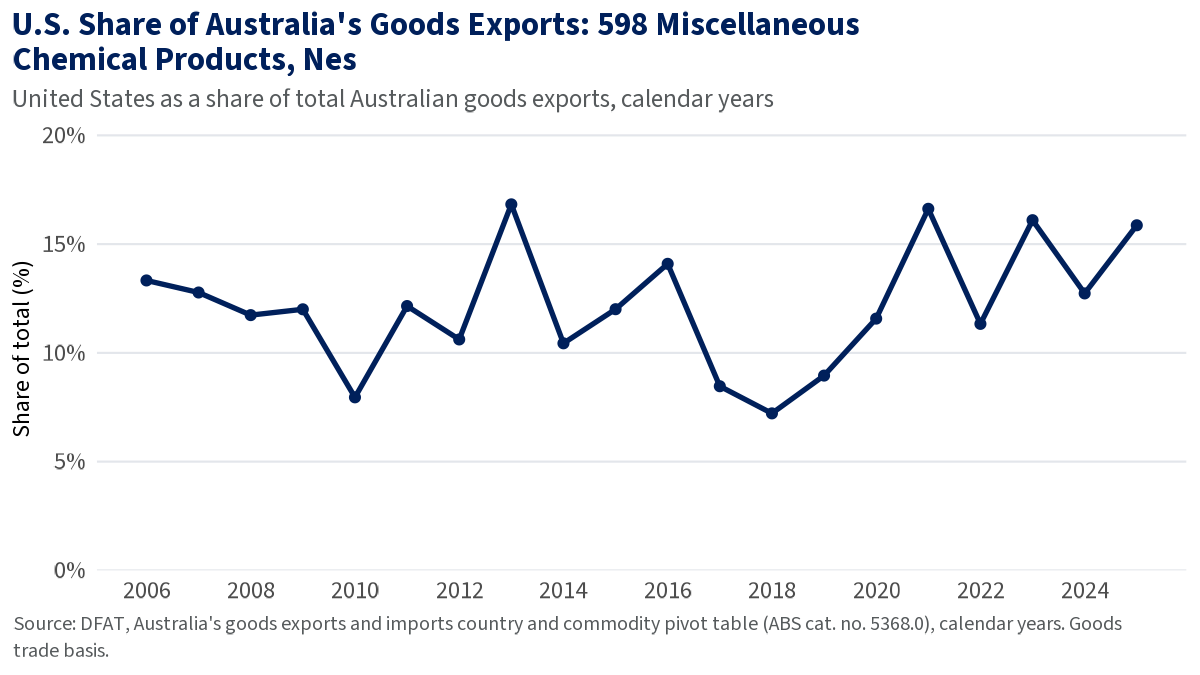 U.S. Share of Australia's Goods Exports: 598 Miscellaneous
Chemical Products, Nes
United States as a share of total Australian goods exports, calendar years
20%
15%
10%
5%
0%
Share of total (%)
2006 2008 2010 2012 2014 2016 2018 2020 2022 2024
Source: DFAT, Australia's goods exports and imports country and commodity pivot table (ABS cat. no. 5368.0), calendar years. Goods
trade basis.